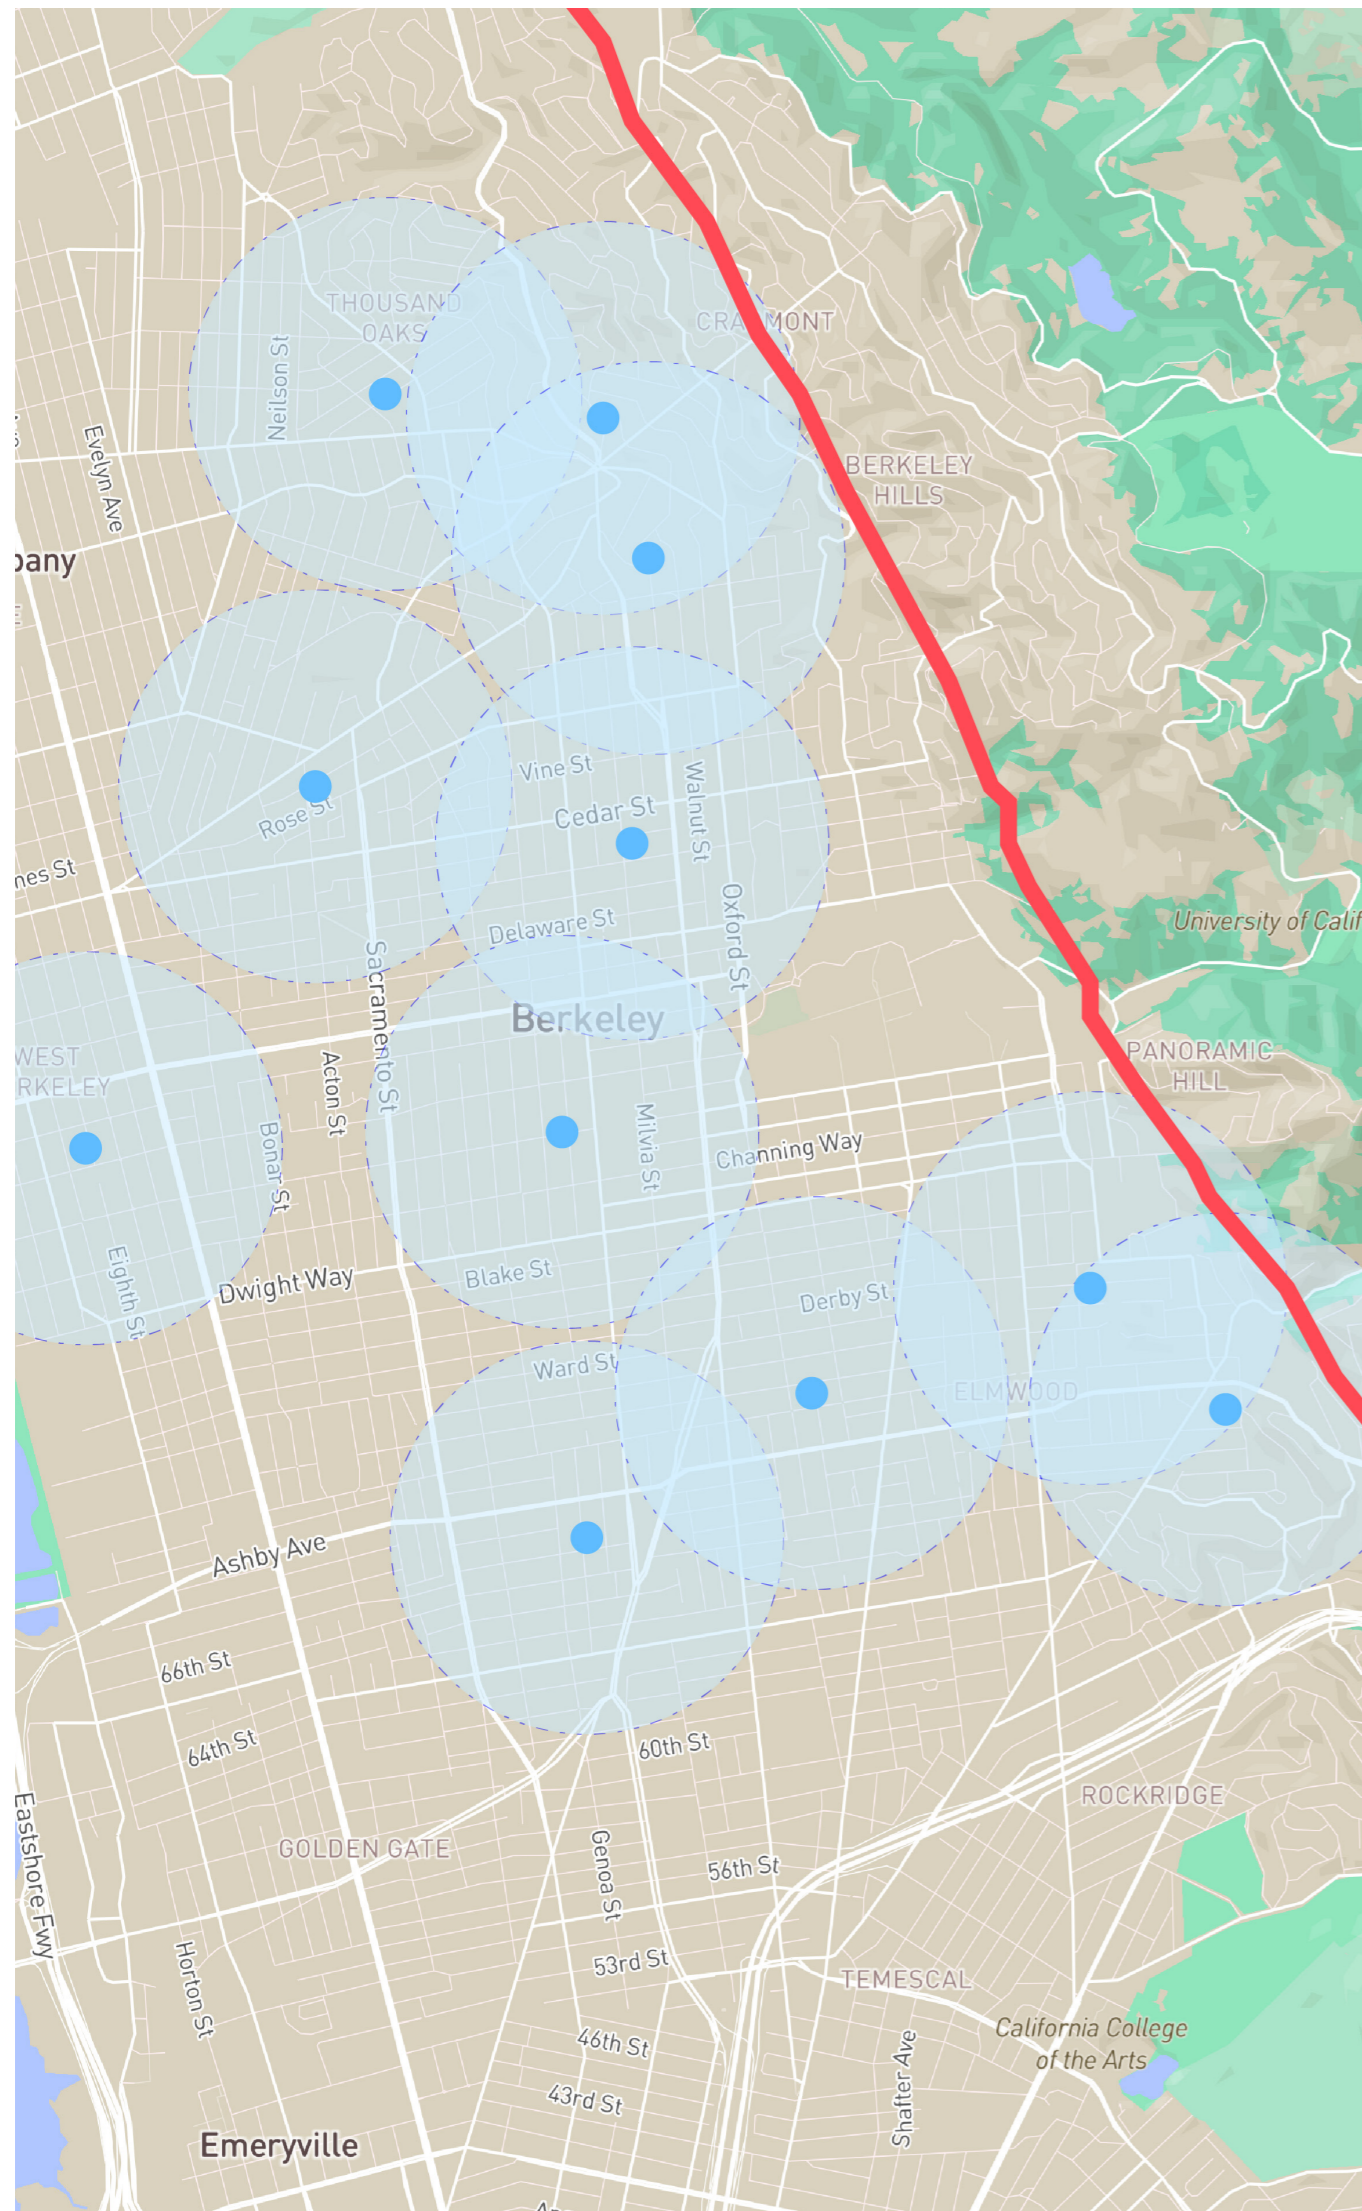 THOUSAND
OAKS
CRA MONT
Neilson St
Evelyn Ave
BERKELEY
HILLS
bany
Vine St
Walnut St
Cedar St
Rose St
nes St
Oxford St
Delaware St
University of Calif
Sacramento St
Berkeley
WEST
RKELEY
Acton St
PANORAMIC
HILL
Milvia St
Bonar St
Channing Way
Eighth St
Dwight Way
Blake St
Derby St
Ward St
ELMWOOD
Ashby Ave
66th St
64th St
60th St
ROCKRIDGE
Eastshore Fwy
GOLDEN GATE
Genoa St
56th St
Horton St
53rd St
TEMESCAL
California College
of the Arts
46th St
Shafter Ave
43rd St
Emeryville